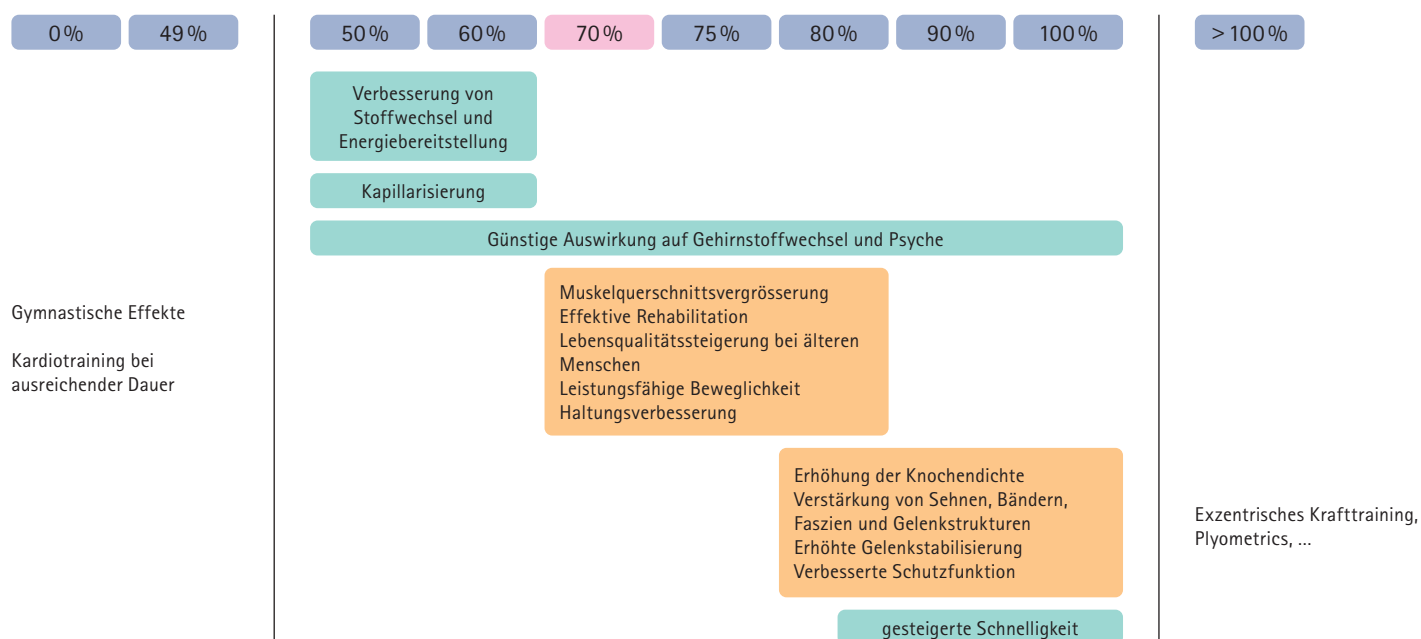 0 % 49 % 50 % 60 % 70 % 75 % 80 % 90 % 100 % > 100 %
Verbesserung von
Stoffwechsel und
Energiebereitstellung
Kapillarisierung
Günstige Auswirkung auf Gehirnstoffwechsel und Psyche
Gymnastische Effekte
Kardiotraining bei
ausreichender Dauer
Muskelquerschnittsvergrösserung
Effektive Rehabilitation
Lebensqualitätssteigerung bei älteren
Menschen
Leistungsfähige Beweglichkeit
Haltungsverbesserung
Erhöhung der Knochendichte
Verstärkung von Sehnen, Bändern,
Faszien und Gelenkstrukturen
Erhöhte Gelenkstabilisierung
Verbesserte Schutzfunktion
Exzentrisches Krafttraining,
Plyometrics, ...
gesteigerte Schnelligkeit